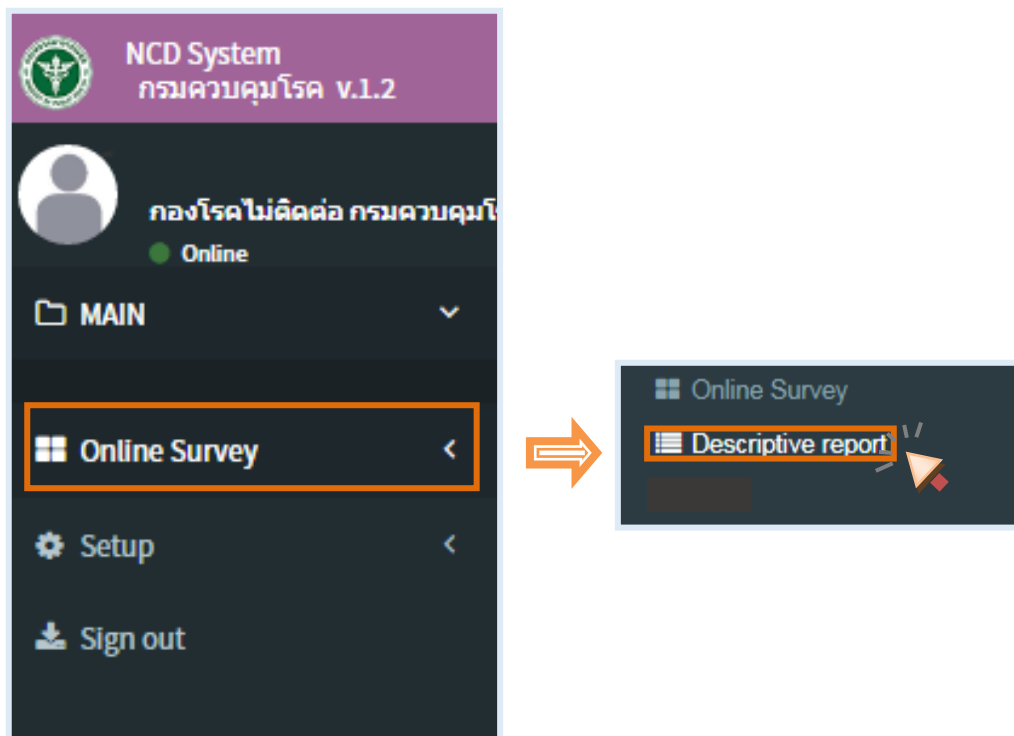 NCD System
กรมควบคุมโรค v.1.2
กองโรคไม่ติดต่อ กรมควบคุมโ
Online
MAIN
Online Survey
Setup
Sign out
Online Survey
Descriptive report